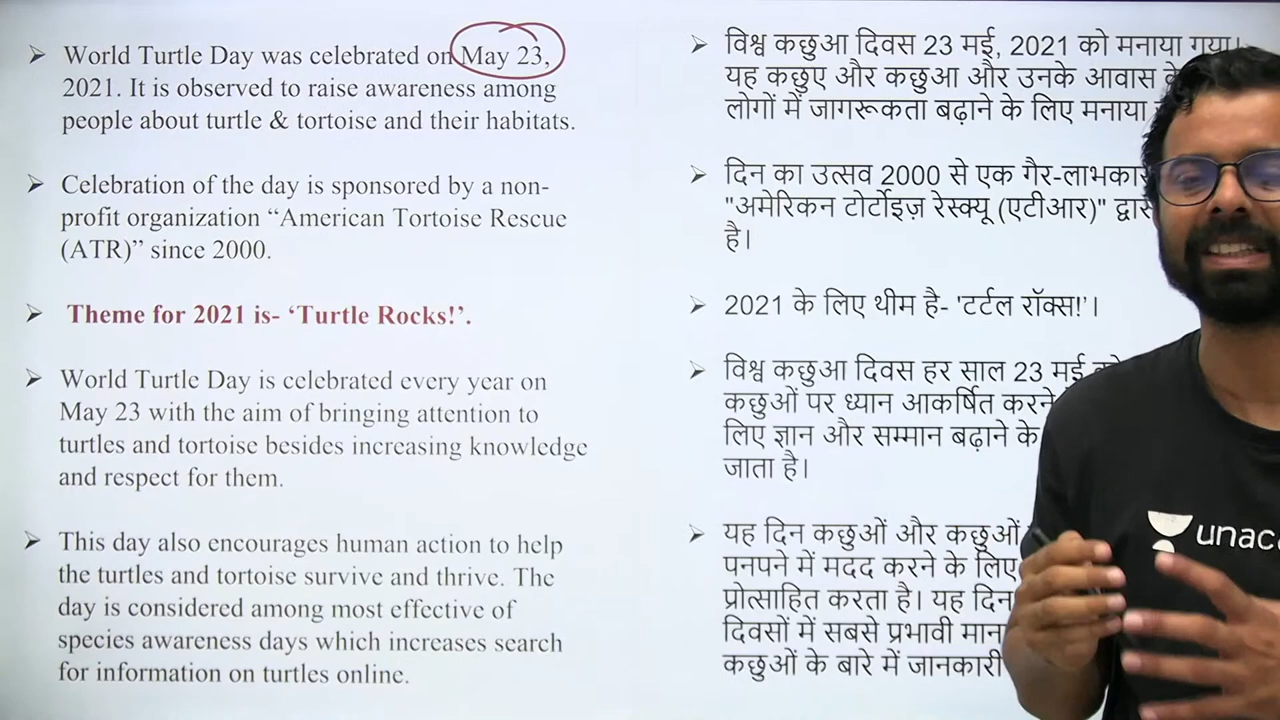 World Turtle Day was celebrated on May 23,
2021. It is observed to raise awareness among
people about turtle & tortoise and their habitats.
Celebration of the day is sponsored by a non-
profit organization “American Tortoise Rescue
(ATR)” since 2000.
Theme for 2021 is- ‘Turtle Rocks!’.
World Turtle Day is celebrated every year on
May 23 with the aim of bringing attention to
turtles and tortoise besides increasing knowledge
and respect for them.
This day also encourages human action to help
the turtles and tortoise survive and thrive. The
day is considered among most effective of
species awareness days which increases search
for information on turtles online.
विश्व कछुआ दिवस 23 मई, 2021 को मनाया गया।
यह कछुए और कछुआ और उनके आवास के
लोगों में जागरूकता बढ़ाने के लिए मनाया
दिन का उत्सव 2000 से एक गैर-लाभकार
"अमेरिकन टोर्टोइज़ रेस्क्यू (एटीआर)" द्वार
है।
2021 के लिए थीम है- 'टर्टल रॉक्स!'।
विश्व कछुआ दिवस हर साल 23 मई को
कछुओं पर ध्यान आकर्षित करने
लिए ज्ञान और सम्मान बढ़ाने के
जाता है।
यह दिन कछुओं और कछुओं
पनपने में मदद करने के लिए
प्रोत्साहित करता है। यह दिन
दिवसों में सबसे प्रभावी माना
कछुओं के बारे में जानकारी
unac